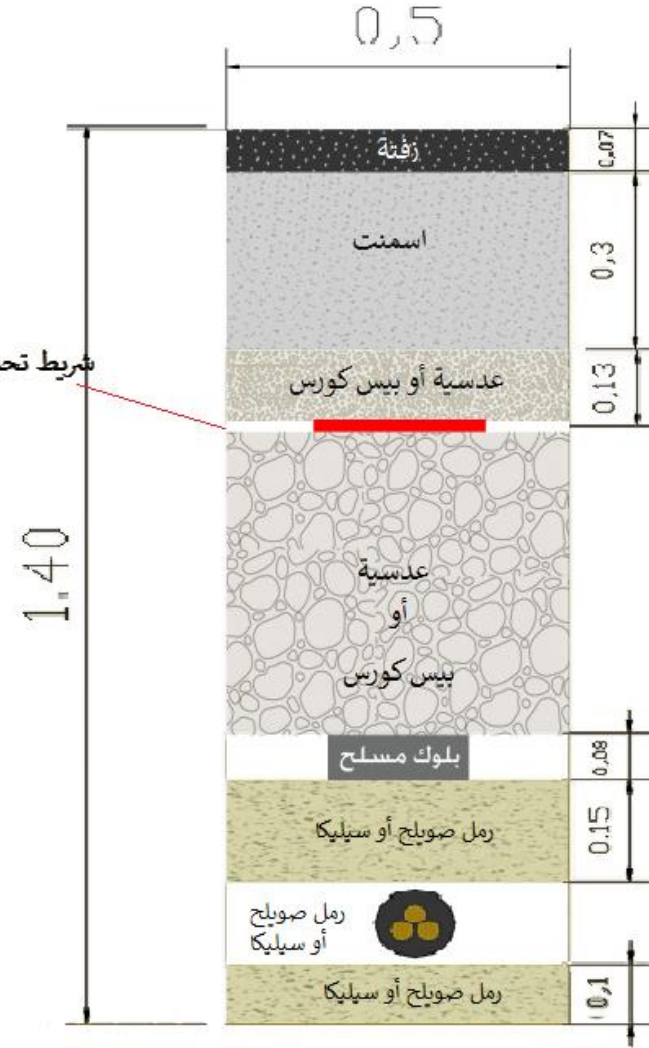 0,5
زفتة
0,07
اسمنت
0,3
شريط
عدسية أو بيس كورس
0,13
1.40
عدسية
أو
بيس كورس
بلوك مسلح
0,08
رمل صويلح أو سيليكا
0.15
رمل صويلح
أو سيليكا
رمل صويلح أو سيليكا
0,1